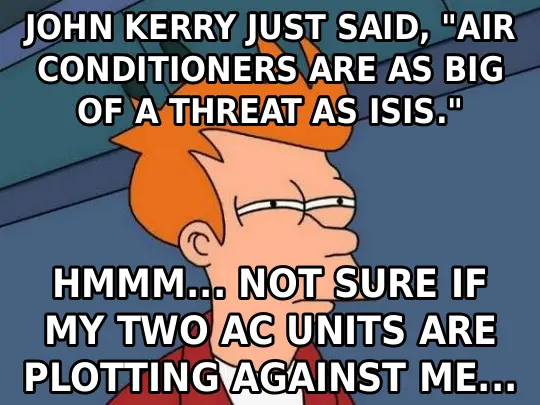 JOHN KERRY JUST SAID, "AIR
CONDITIONERS ARE AS BIG
OF A THREAT AS ISIS."
HMMM... NOT SURE IF
MY TWO AC UNITS ARE
PLOTTING AGAINST ME...